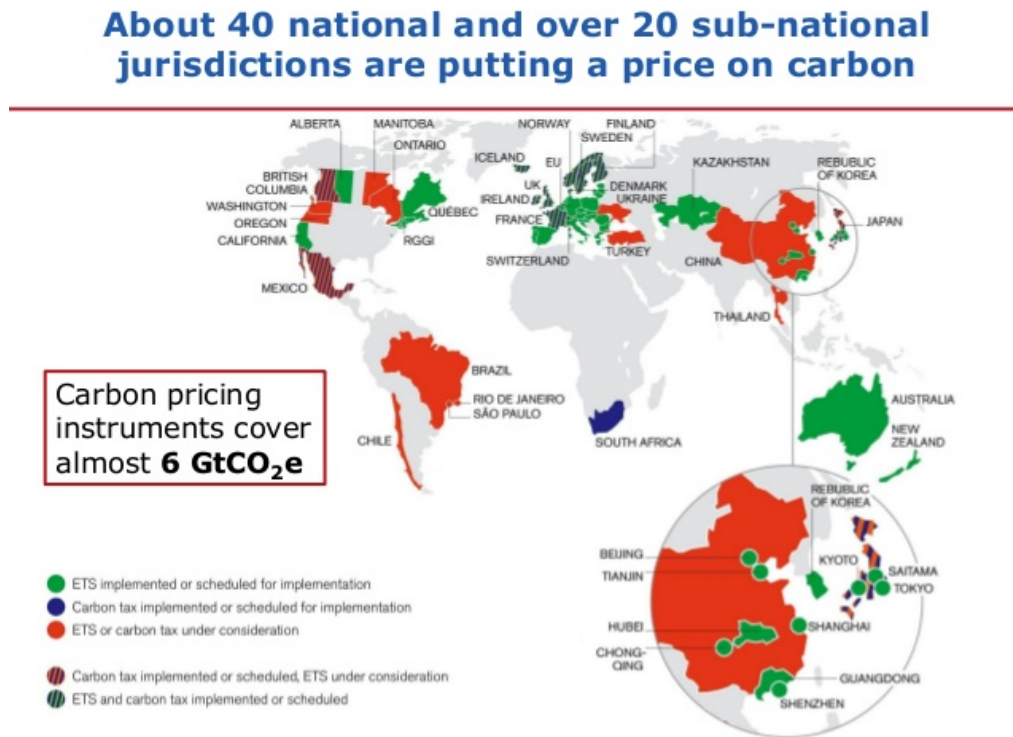 About 40 national and over 20 sub-national
jurisdictions are putting a price on carbon
ALBERTA
MANITOBA
ONTARIO
BRITISH
COLUMBIA
WASHINGTON
OREGON
CALIFORNIA
QUÉBEC
RGGI
MEXICO
NORWAY
SWEDEN
FINLAND
ICELAND
EU
UK
IRELAND
DENMARK
UKRAINE
FRANCE
SWITZERLAND
TURKEY
KAZAKHSTAN
REPUBLIC
OF KOREA
JAPAN
CHINA
THAILAND
BRAZIL
RIO DE JANEIRO
SÃO PAULO
CHILE
SOUTH AFRICA
AUSTRALIA
NEW
ZEALAND
Carbon pricing
instruments cover
almost 6 GtCO₂e
REPUBLIC
OF KOREA
BEIJING
TIANJIN
KYOTO
SAITAMA
TOKYO
HUBEI
SHANGHAI
CHONG-
QING
GUANGDONG
SHENZHEN
ETS implemented or scheduled for implementation
Carbon tax implemented or scheduled for implementation
ETS or carbon tax under consideration
Carbon tax implemented or scheduled, ETS under consideration
ETS and carbon tax implemented or scheduled